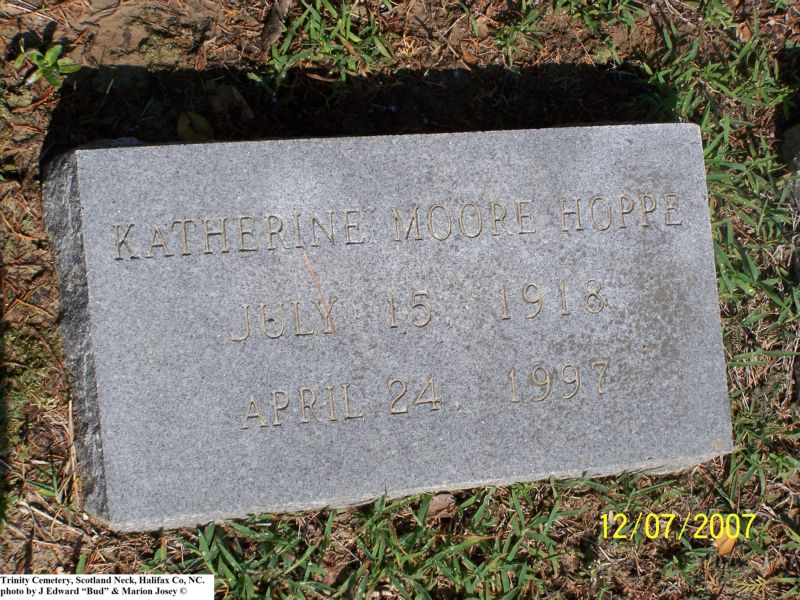 KATHERINE MOORE HOPPE
JULY 15, 1918
APRIL 24, 1997
12/07/2007
Trinity Cemetery, Scotland Neck, Halifax Co, NC.
photo by J Edward “Bud” & Marion Josey ©